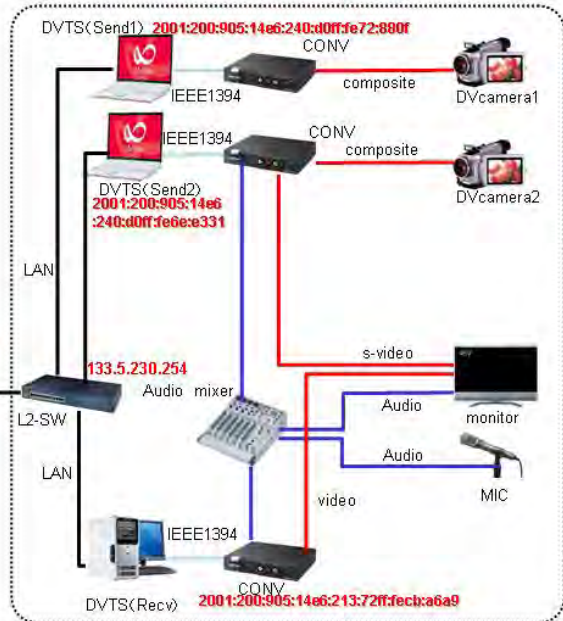 DVTS(Send1) 2001:200:905:14e6:240:d0ff:fe72:880f
CONV
IEEE1394
composite
DVcamera1
IEEE1394
CONV
composite
DVcamera2
DVTS(Send2)
2001:200:905:14e6
:240:d0ff:fe6e:e331
LAN
s-video
133.5.230.254
Audio mixer
L2-SW
Audio
monitor
LAN
Audio
MIC
video
IEEE1394
CONV
DVTS(Recv)
2001:200:905:14e6:213:72ff:fecb:a6a9